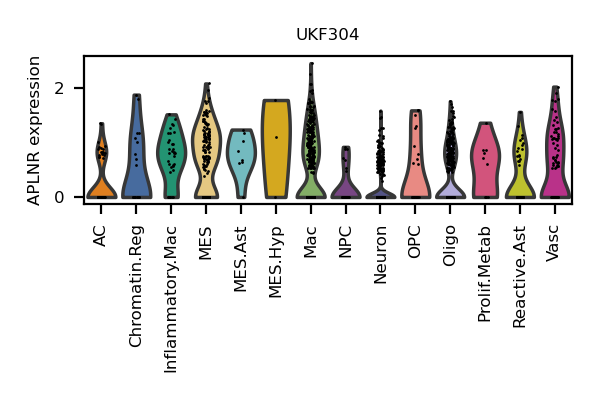 UKF304
APLNR expression
2
0
AC
Chromatin.Reg
Inflammatory.Mac
MES
MES.Ast
MES.Hyp
Mac
NPC
Neuron
OPC
Oligo
Prolif.Metab
Reactive.Ast
Vasc